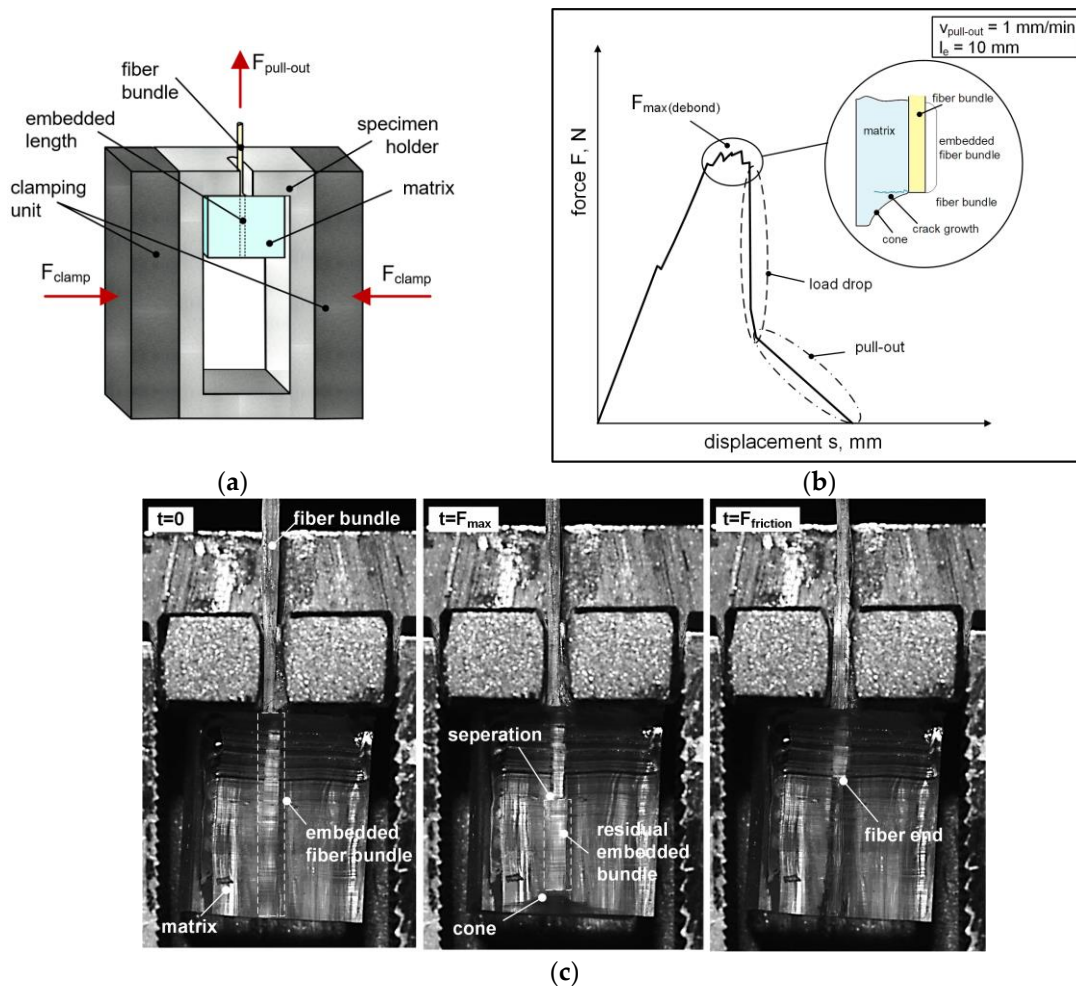 F_pull-out
fiber
bundle
embedded
length
specimen
holder
matrix
clamping
unit
F_clamp
F_clamp
(a)
v_pull-out = 1 mm/min
l_e = 10 mm
F_max(debond)
force F, N
matrix
fiber bundle
embedded
fiber bundle
fiber bundle
crack growth
cone
load drop
pull-out
displacement s, mm
(b)
t=0
fiber bundle
embedded
fiber bundle
matrix
t=F_max
seperation
residual
embedded
bundle
cone
t=F_friction
fiber end
(c)